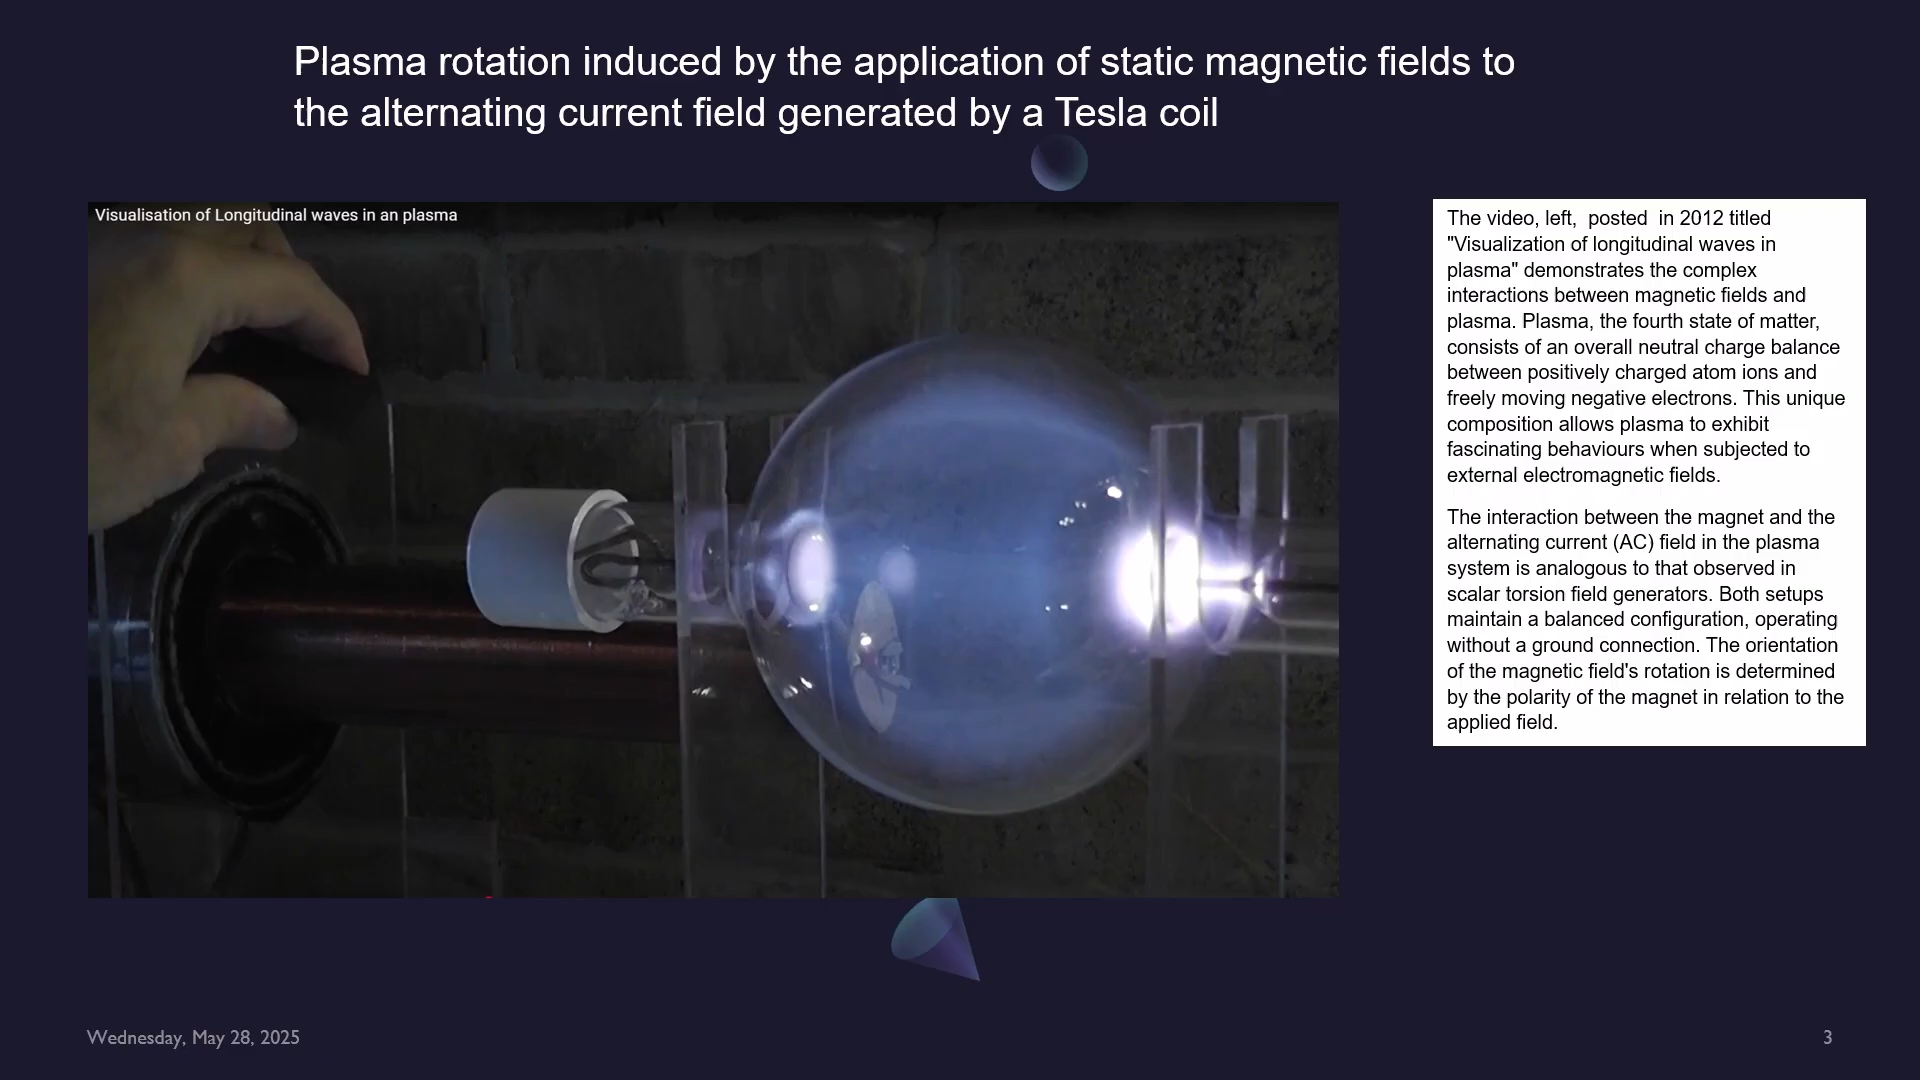 Plasma rotation induced by the application of static magnetic fields to
the alternating current field generated by a Tesla coil
Visualisation of Longitudinal waves in an plasma
The video, left,  posted  in 2012 titled
"Visualization of longitudinal waves in
plasma" demonstrates the complex
interactions between magnetic fields and
plasma. Plasma, the fourth state of matter,
consists of an overall neutral charge balance
between positively charged atom ions and
freely moving negative electrons. This unique
composition allows plasma to exhibit
fascinating behaviours when subjected to
external electromagnetic fields.
The interaction between the magnet and the
alternating current (AC) field in the plasma
system is analogous to that observed in
scalar torsion field generators. Both setups
maintain a balanced configuration, operating
without a ground connection. The orientation
of the magnetic field's rotation is determined
by the polarity of the magnet in relation to the
applied field.
Wednesday, May 28, 2025
3